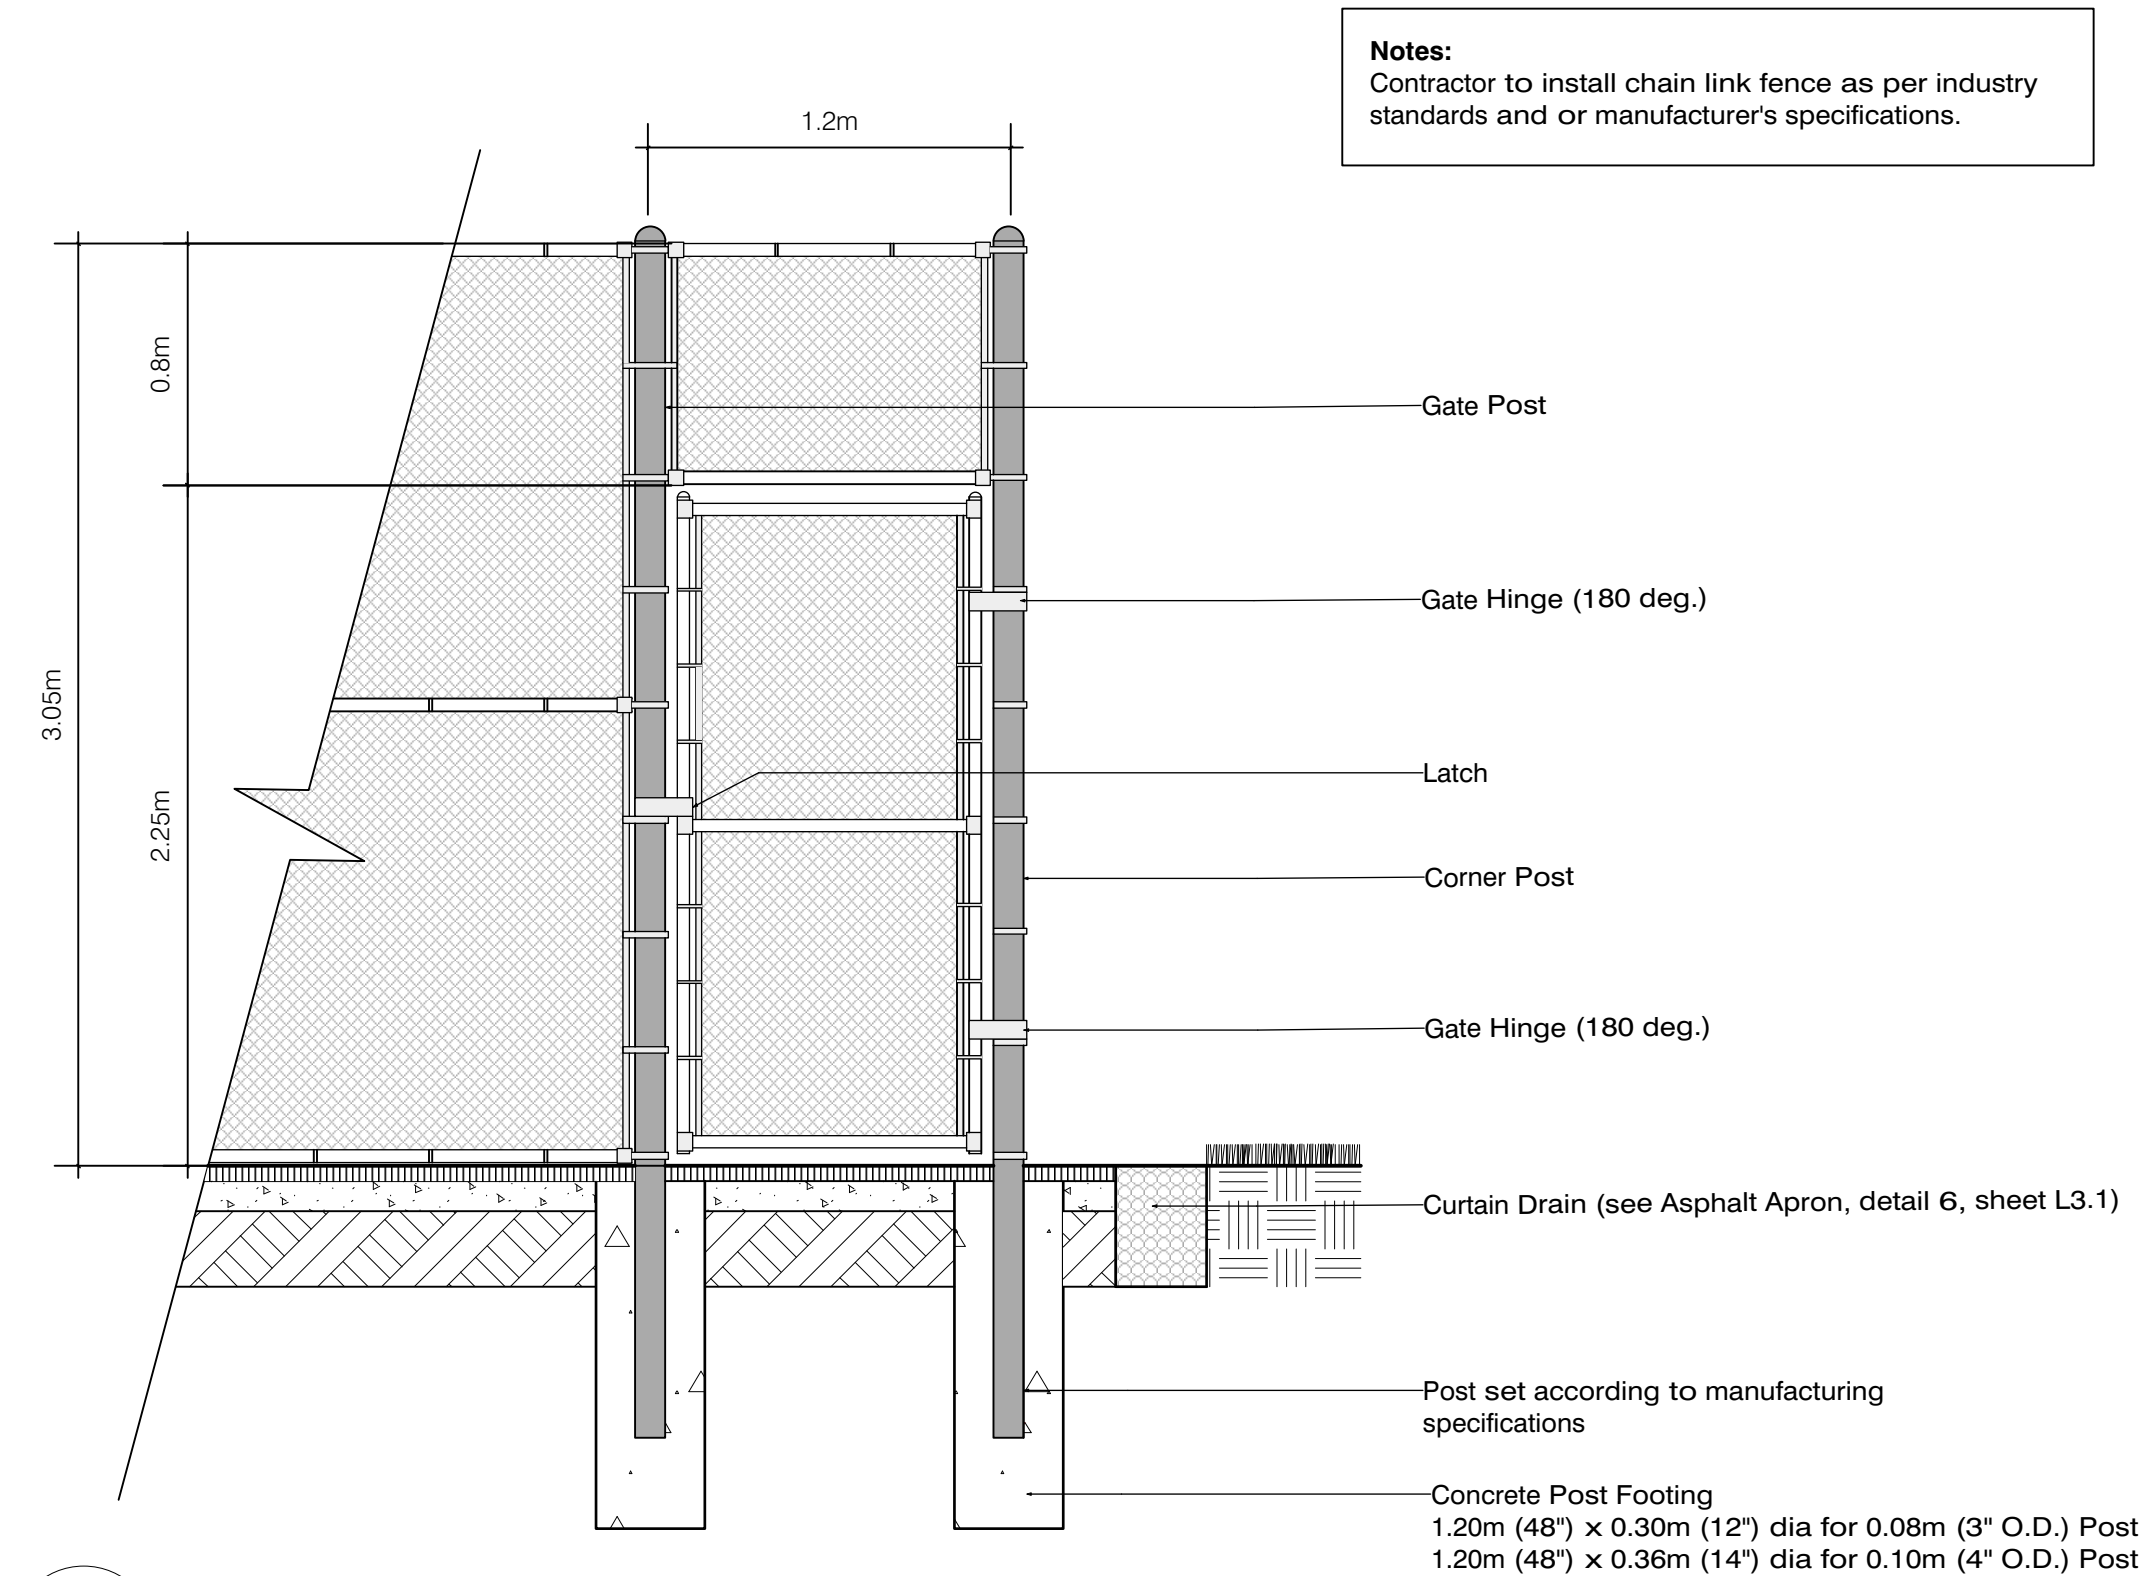 Notes:
Contractor to install chain link fence as per industry
standards and or manufacturer's specifications.
1.2m
0.8m
3.05m
2.25m
Gate Post
Gate Hinge (180 deg.)
Latch
Corner Post
Gate Hinge (180 deg.)
Curtain Drain (see Asphalt Apron, detail 6, sheet L3.1)
Post set according to manufacturing
specifications
Concrete Post Footing
1.20m (48") x 0.30m (12") dia for 0.08m (3" O.D.) Post
1.20m (48") x 0.36m (14") dia for 0.10m (4" O.D.) Post